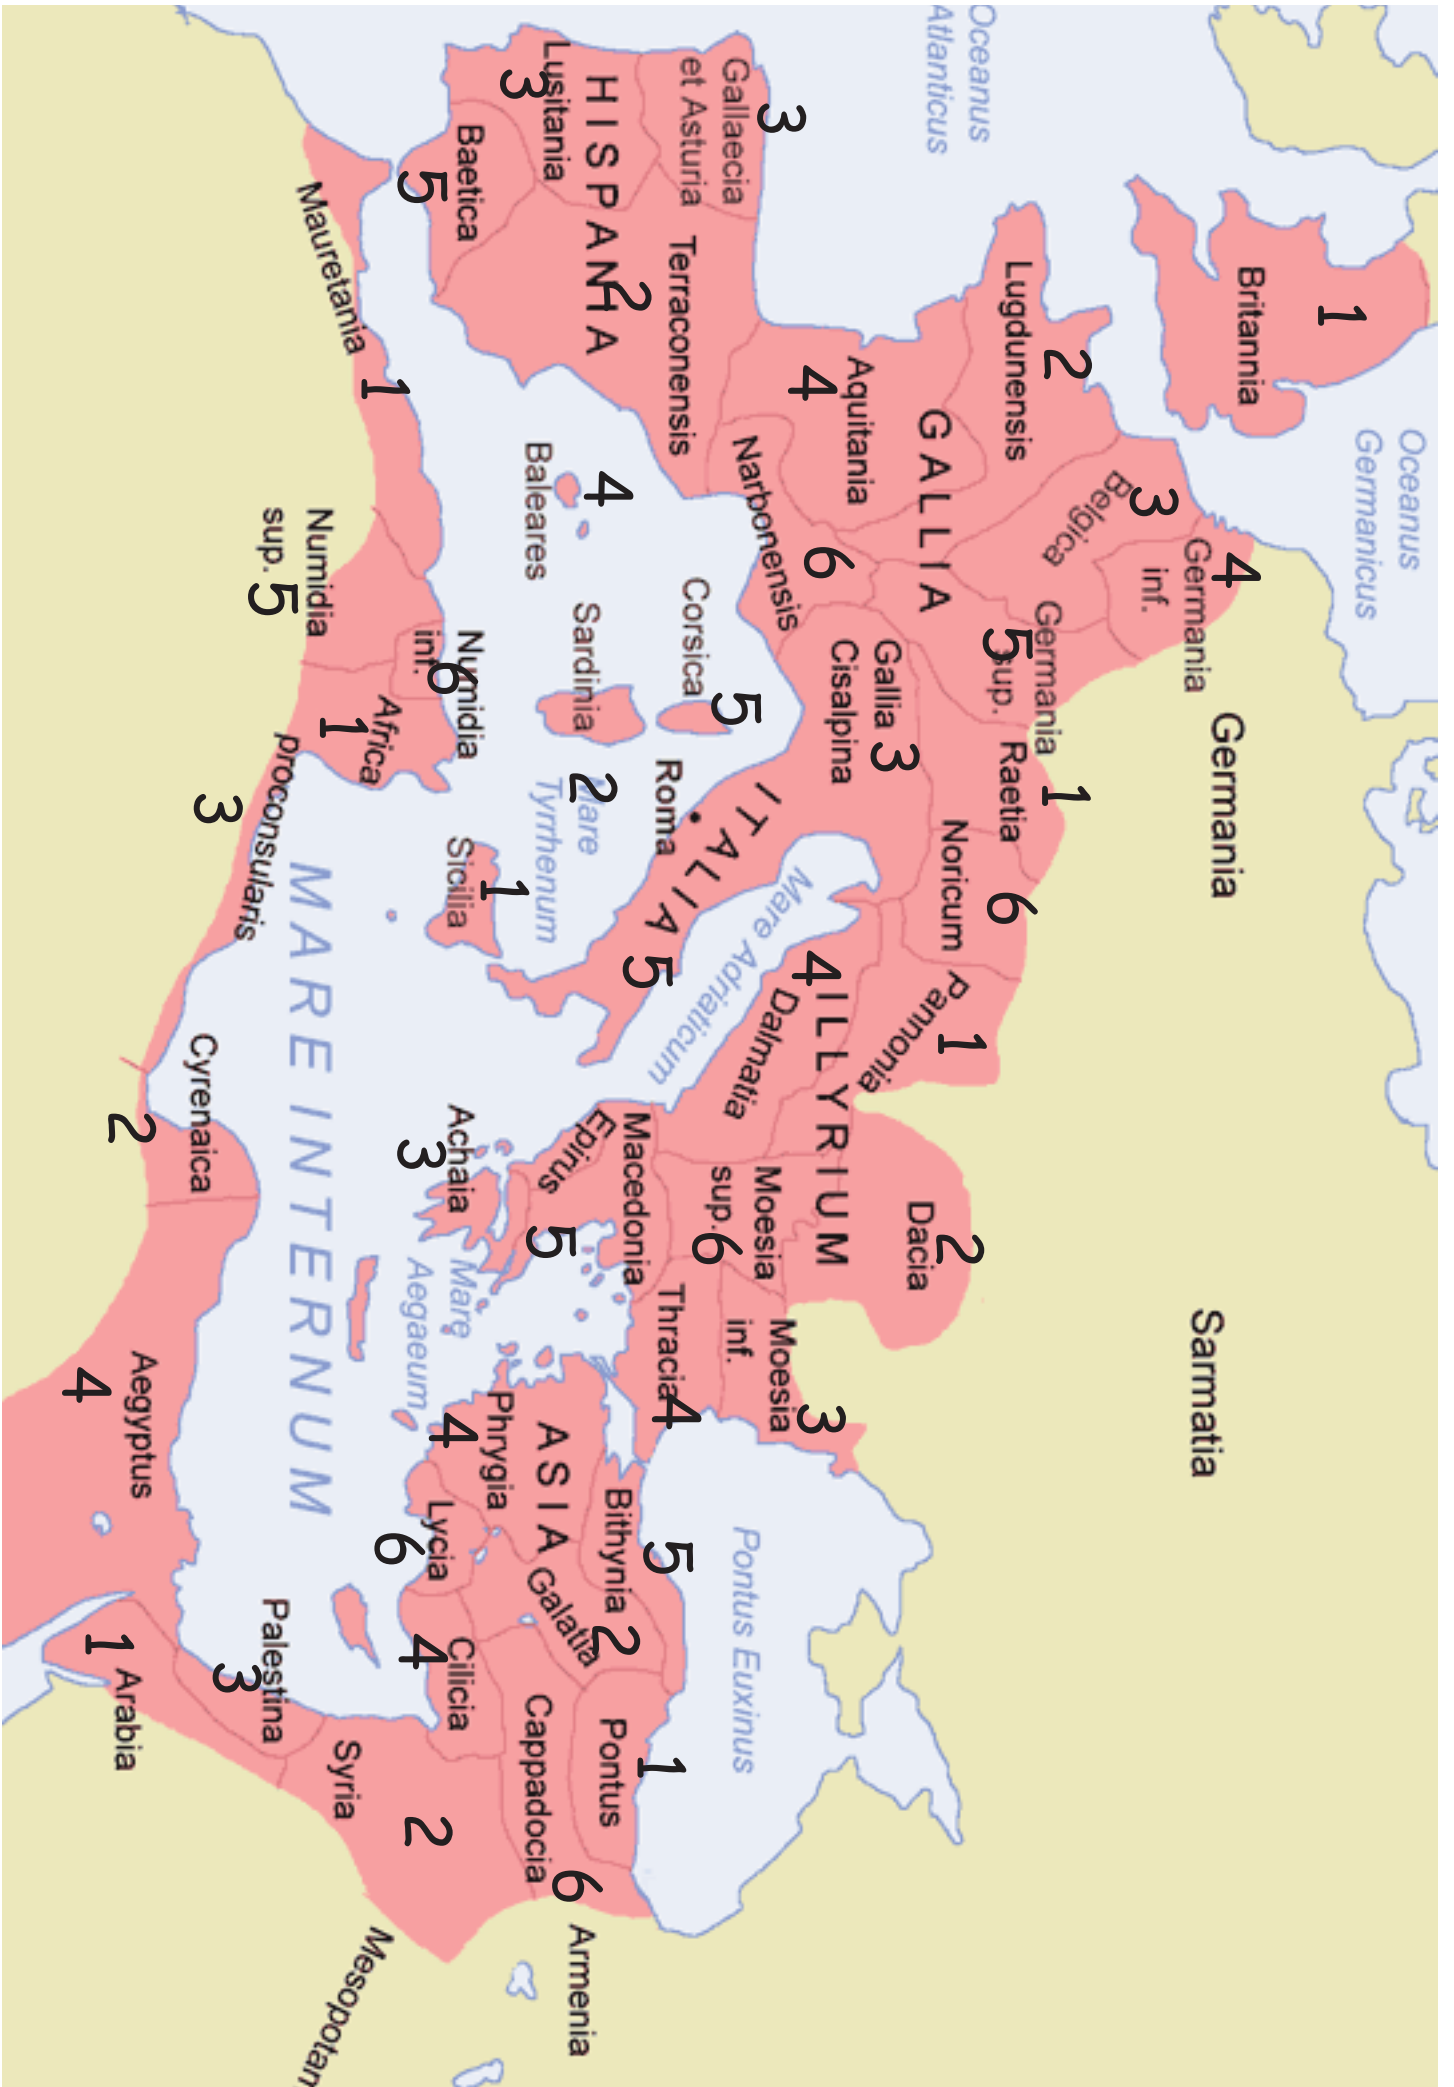 Oceanus
Atlanticus
Oceanus
Germanicus
Britannia
1
Germania
Sarmatia
Gallaecia
et Asturia
3
HISPANIA
2
Lusitania
3
Baetica
5
Terraconensis
Lugdunensis
2
Aquitania
4
GALLIA
Narbonensis
6
Belgica
3
Germania
inf.
4
Germania
sup.
5
Raetia
1
Noricum
6
Gallia
Cisalpina
3
ITALIA
5
Roma
Corsica
5
Sardinia
2
Baleares
4
Sicilia
1
Mare
Tyrrhenum
Mare Adriaticum
Pannonia
1
ILLYRIUM
Dalmatia
4
Dacia
2
Moesia
sup.
6
Moesia
inf.
3
Macedonia
Epirus
5
Thracia
4
Achaia
3
Mare
Aegaeum
Pontus Euxinus
ASIA
Phrygia
4
Bithynia
5
Galatia
2
Pontus
1
Cappadocia
6
Armenia
Lycia
6
Cilicia
4
Syria
2
Mesopotam
Palestina
3
Arabia
1
Aegyptus
4
Cyrenaica
2
MARE INTERNUM
Mauretania
1
Numidia
sup.
5
Numidia
inf.
6
Africa
1
proconsularis
3